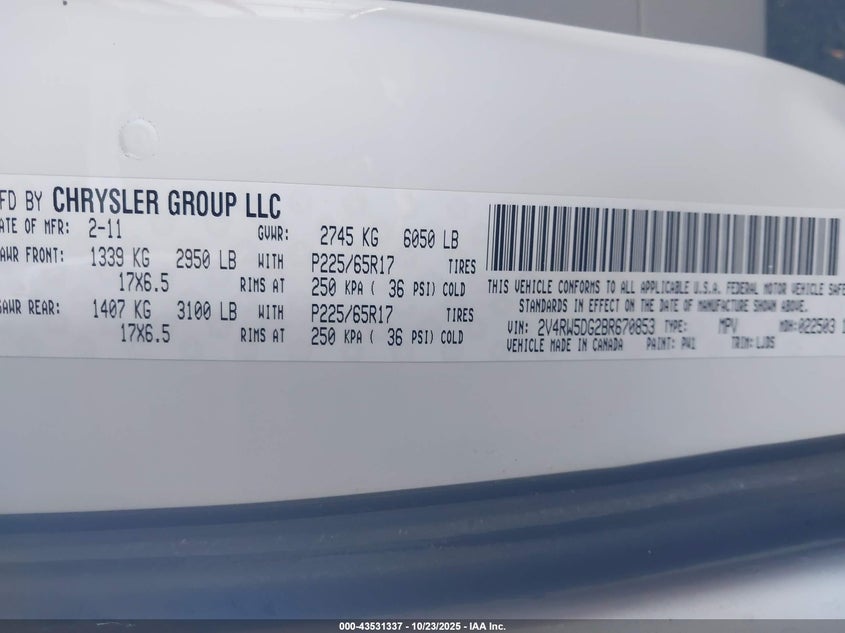 FD BY CHRYSLER GROUP LLC
ATE OF MFR: 2-11 GVWR: 2745 KG 6050 LB
AWR FRONT: 1339 KG 2950 LB WITH P225/65R17 TIRES
17X6.5 RIMS AT 250 KPA ( 36 PSI) COLD
GAWR REAR: 1407 KG 3100 LB WITH P225/65R17 TIRES
17X6.5 RIMS AT 250 KPA ( 36 PSI) COLD
THIS VEHICLE CONFORMS TO ALL APPLICABLE U.S.A. FEDERAL MOTOR VEHICLE SAFE
STANDARDS IN EFFECT ON THE DATE OF MANUFACTURE SHOWN ABOVE.
VIN: 2V4RW5DG2BR670853 TYPE: MPV MDH: 022503 1
VEHICLE MADE IN CANADA PAINT: PW1 TRIM: LJDS
000-43531337 - 10/23/2025 - IAA Inc.